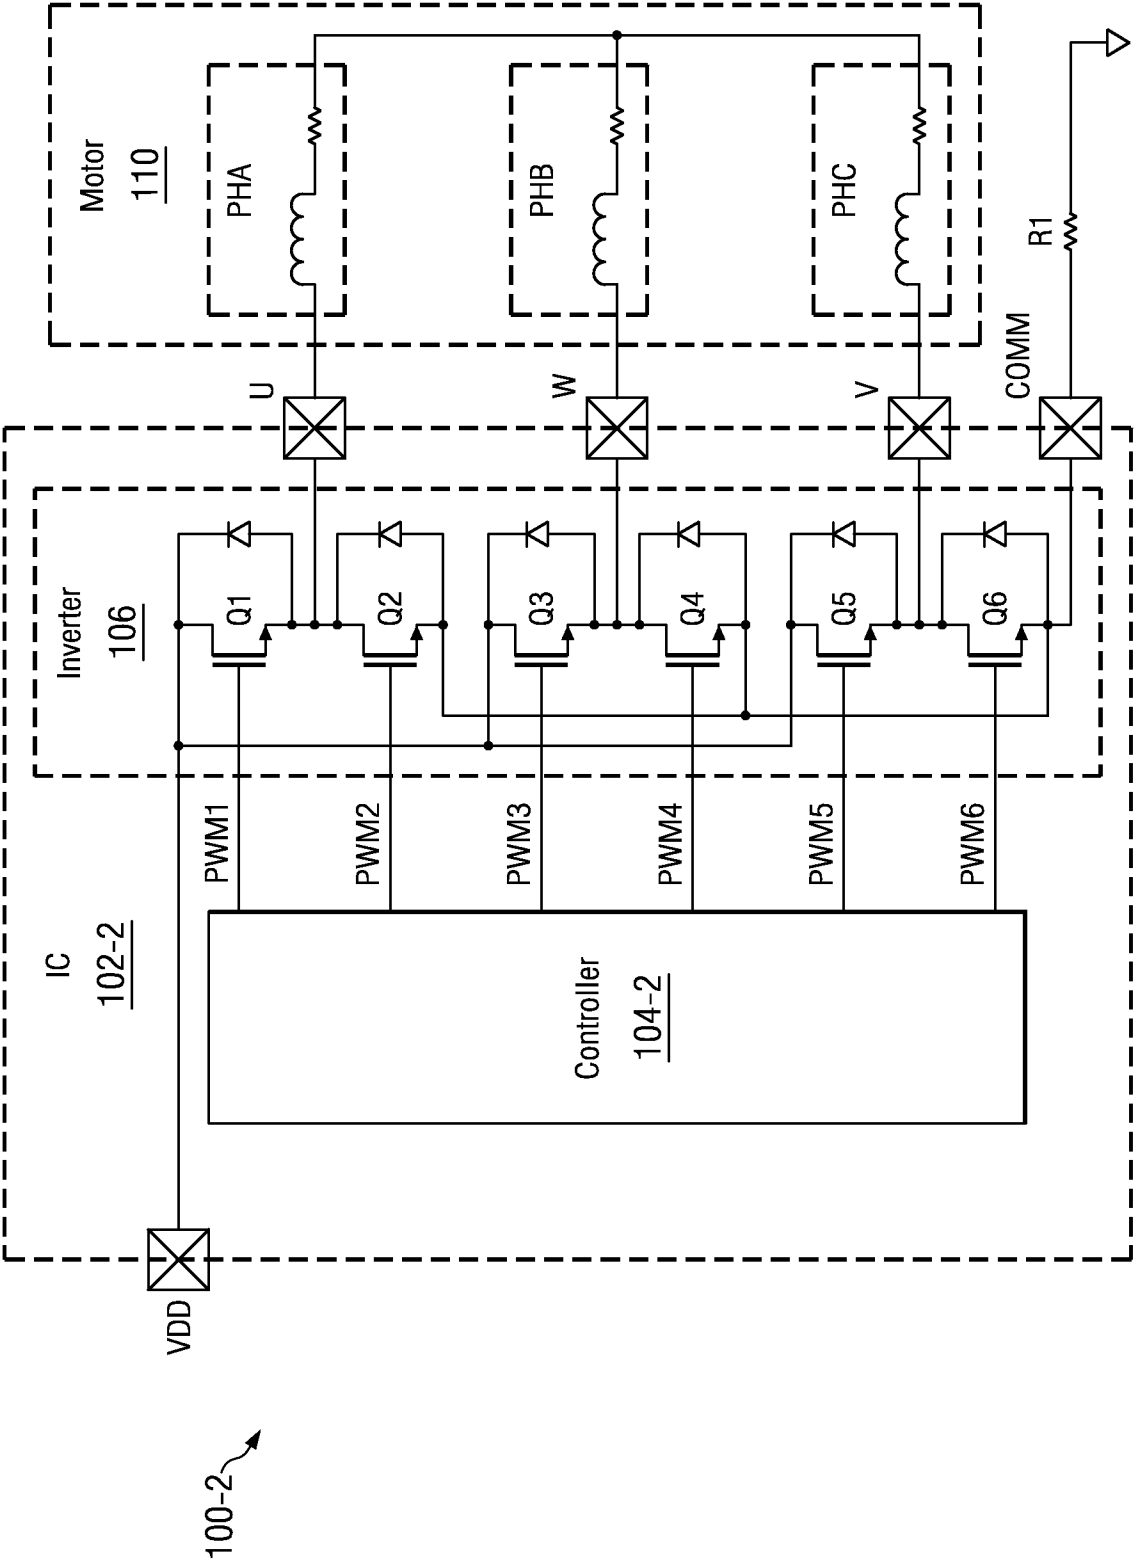 100-2
VDD
IC
102-2
Controller
104-2
PWM1
PWM2
PWM3
PWM4
PWM5
PWM6
Inverter
106
Q1
Q2
Q3
Q4
Q5
Q6
U
W
V
COMM
R1
Motor
110
PHA
PHB
PHC